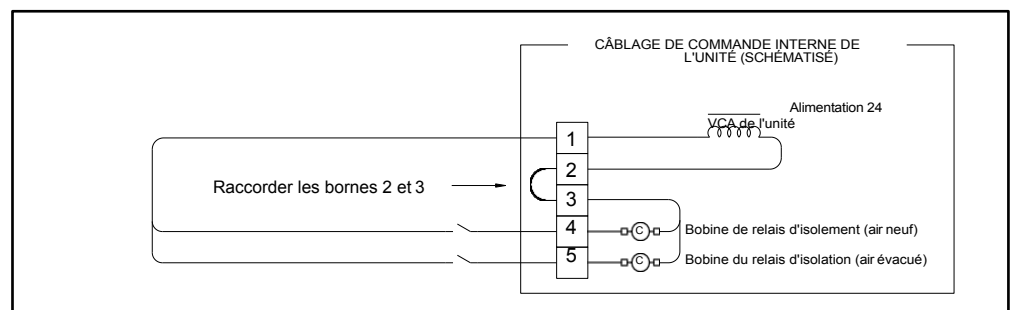 CÂBLAGE DE COMMANDE INTERNE DE
L'UNITÉ (SCHÉMATISÉ)
Alimentation 24
VCA de l'unité
1
2
Raccorder les bornes 2 et 3
3
4
Bobine de relais d'isolement (air neuf)
C
5
Bobine du relais d'isolation (air évacué)
C